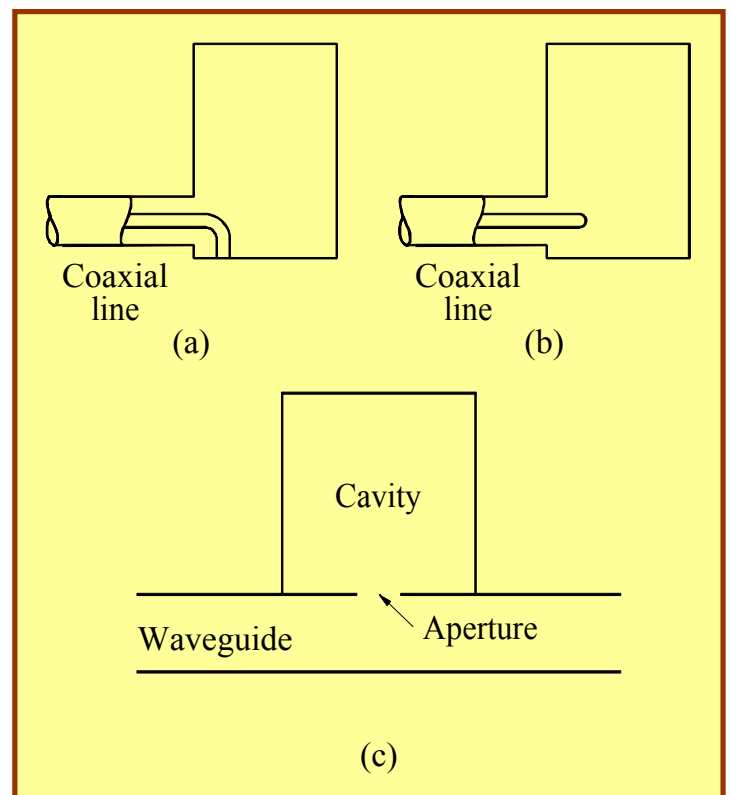 Coaxial
line
(a)
Coaxial
line
(b)
Cavity
Waveguide
Aperture
(c)